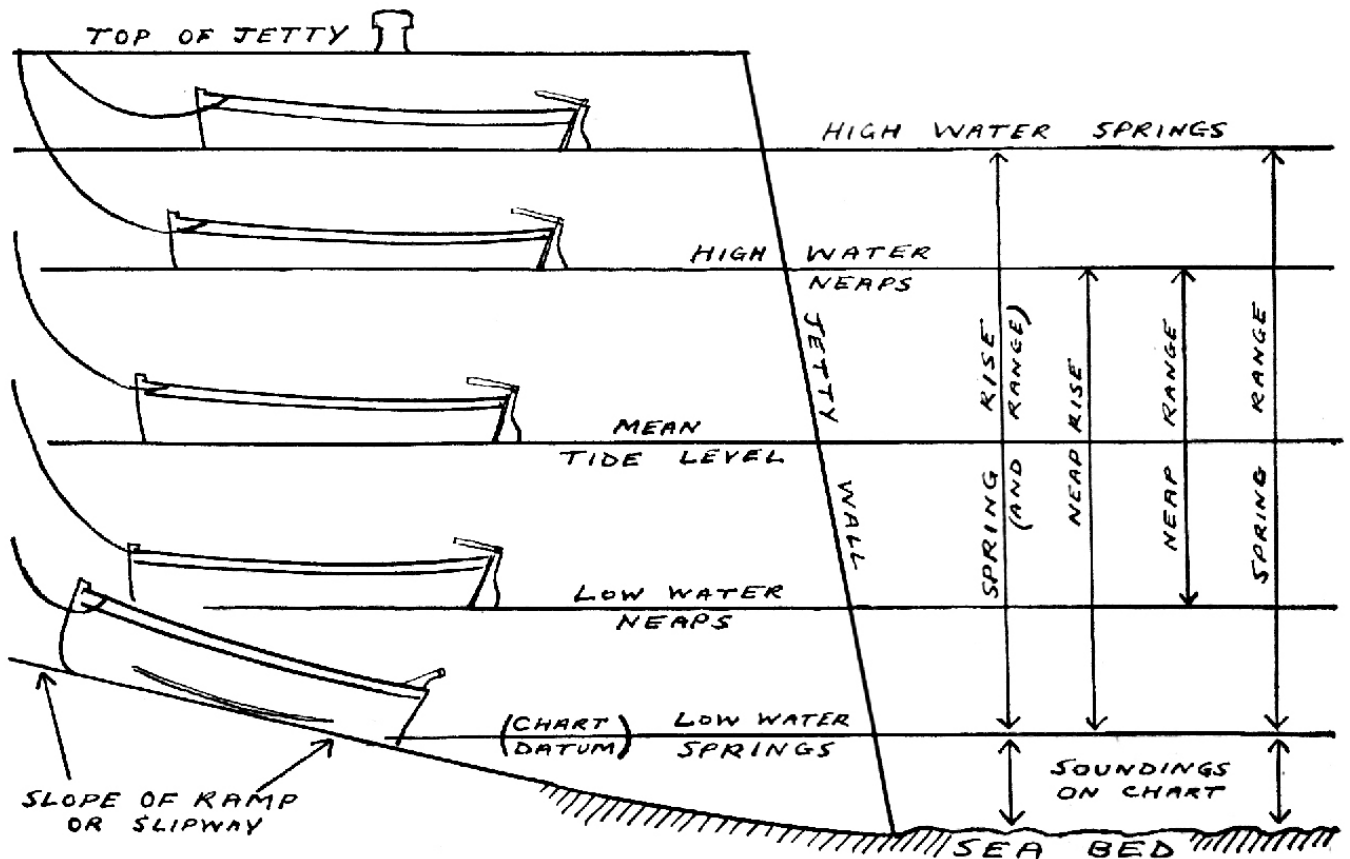 TOP OF JETTY
HIGH WATER SPRINGS
HIGH WATER
NEAPS
JETTY WALL
SPRING RISE
(AND RANGE)
NEAP RISE
NEAP RANGE
SPRING RANGE
MEAN
TIDE LEVEL
LOW WATER
NEAPS
(CHART DATUM)
LOW WATER
SPRINGS
SOUNDINGS
ON CHART
SLOPE OF RAMP
OR SLIPWAY
SEA BED